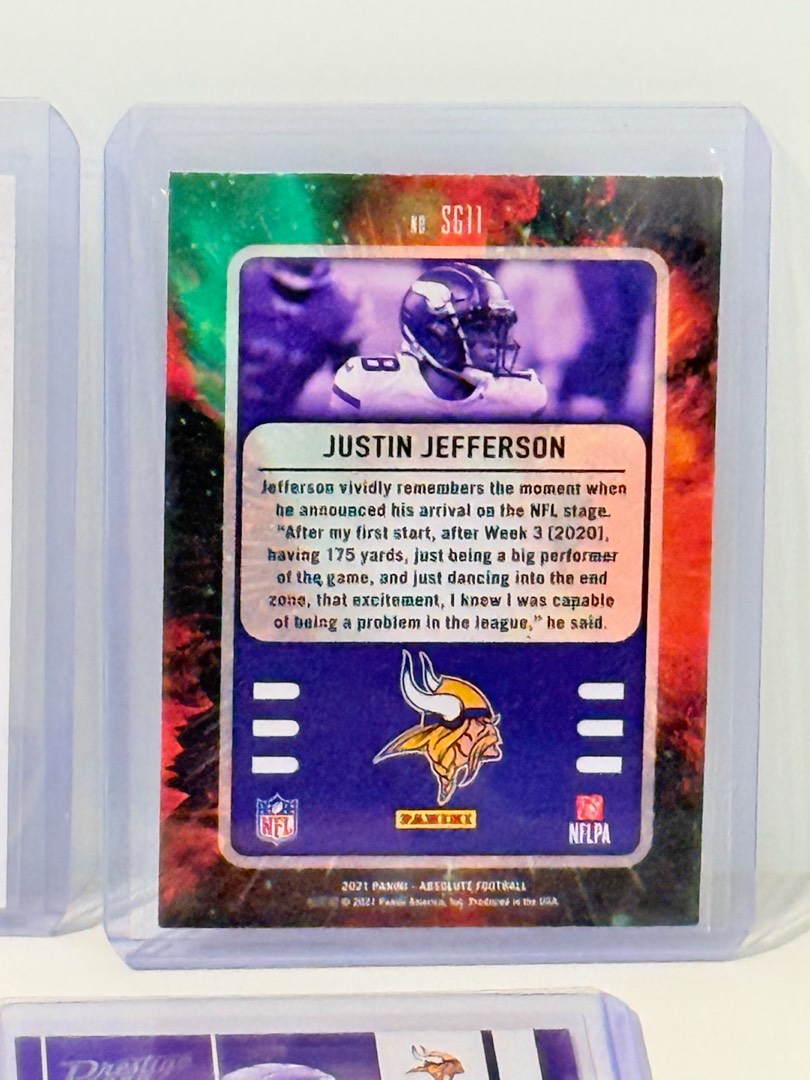 NO. SG11
8
JUSTIN JEFFERSON
Jefferson vividly remembers the moment when
he announced his arrival on the NFL stage.
"After my first start, after Week 3 [2020],
having 175 yards, just being a big performer
of the game, and just dancing into the end
zone, that excitement, I knew I was capable
of being a problem in the league," he said.
NFL
PANINI
NFLPA
2021 PANINI - ABSOLUTE FOOTBALL
© 2021 Panini America, Inc. Produced in the USA.
Prestige